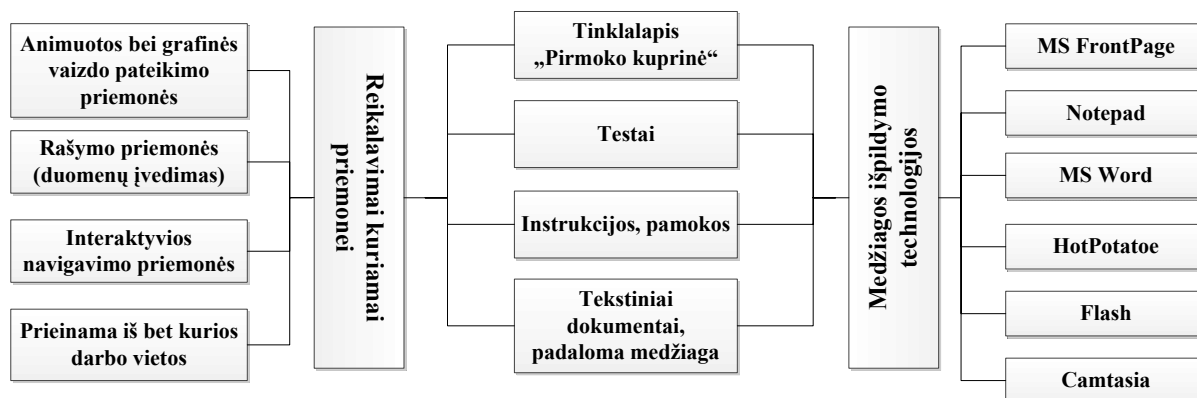 Animuotos bei grafinės
vaizdo pateikimo
priemonės
Rašymo priemonės
(duomenų įvedimas)
Interaktyvios
navigavimo priemonės
Prieinama iš bet kurios
darbo vietos
Reikalavimai kuriamai
priemonei
Tinklalapis
„Pirmoko kuprinė“
Testai
Instrukcijos, pamokos
Tekstiniai
dokumentai,
padaloma medžiaga
Medžiagos išpildymo
technologijos
MS FrontPage
Notepad
MS Word
HotPotatoe
Flash
Camtasia